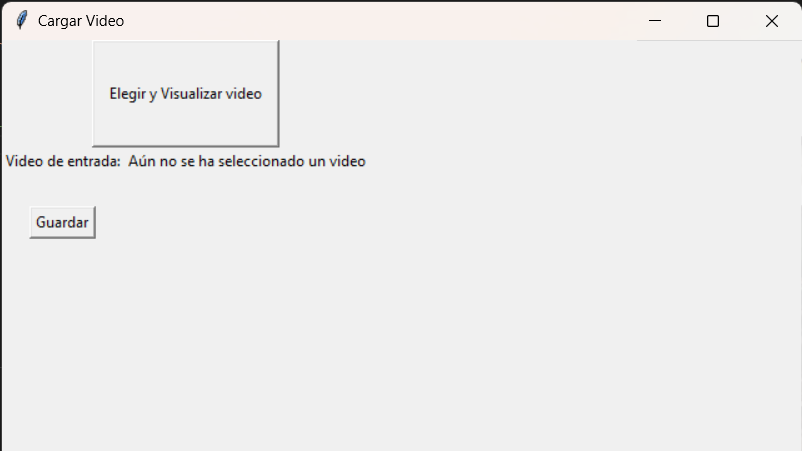 Cargar Video
Elegir y Visualizar video
Video de entrada: Aún no se ha seleccionado un video
Guardar